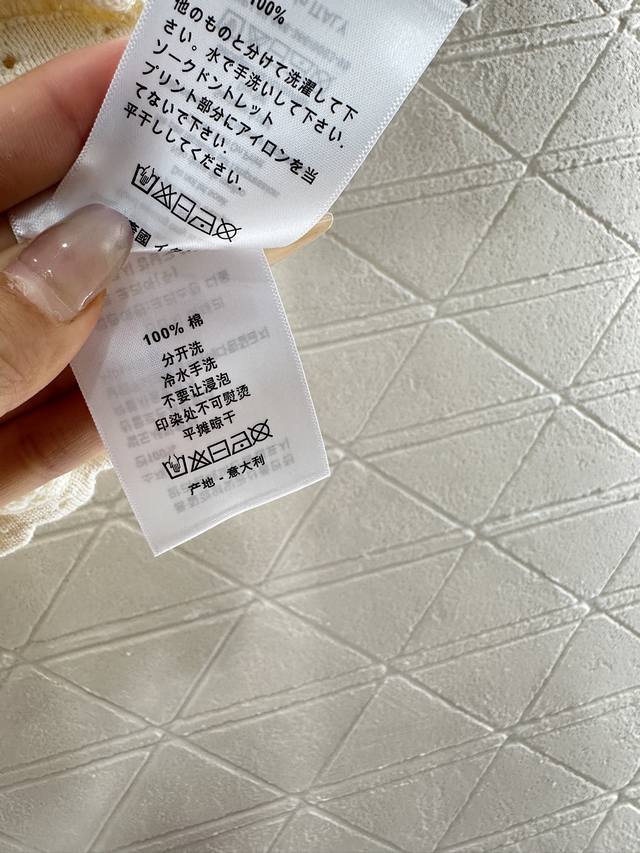 100%
他のものと分けて洗濯して下
さい。水で手洗いして下さい.
ソークドントレット
プリント部分にアイロンを当
てないで下さい.
平干ししてください.
100% 棉
分开洗
冷水手洗
不要让浸泡
印染处不可熨烫
平摊晾干
产地 - 意大利